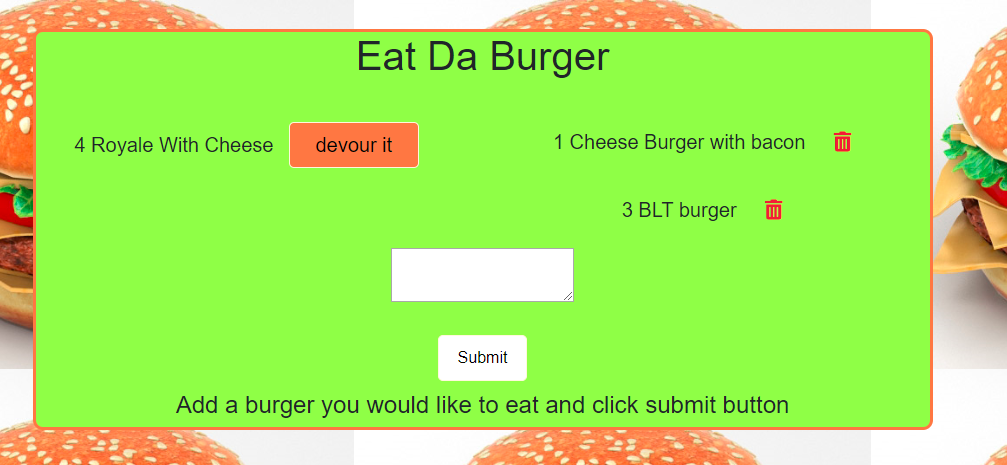 Eat Da Burger
4 Royale With Cheese devour it
1 Cheese Burger with bacon
3 BLT burger
Submit
Add a burger you would like to eat and click submit button